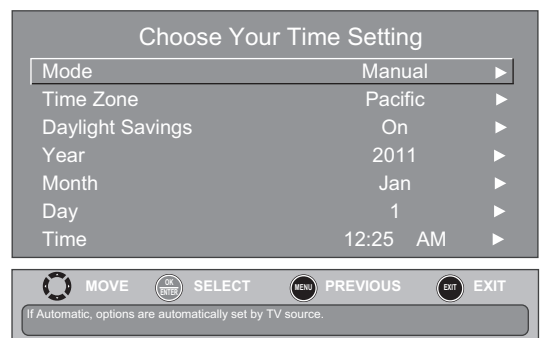 Choose Your Time Setting
Mode Manual
Time Zone Pacific
Daylight Savings On
Year 2011
Month Jan
Day 1
Time 12:25 AM
MOVE OK ENTER SELECT MENU PREVIOUS EXIT EXIT
If Automatic, options are automatically set by TV source.